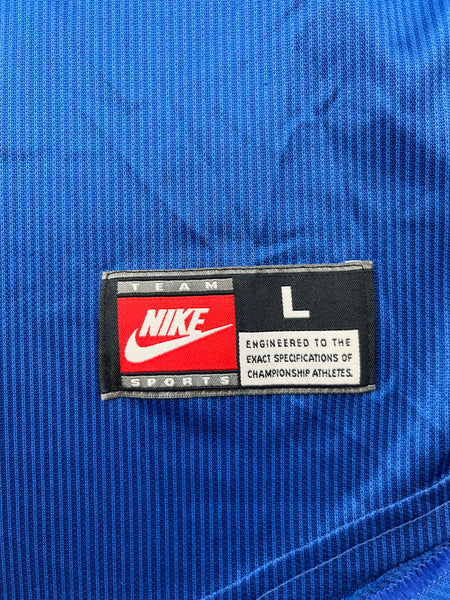 TEAM
NIKE
SPORTS
L
ENGINEERED TO THE
EXACT SPECIFICATIONS OF
CHAMPIONSHIP ATHLETES.